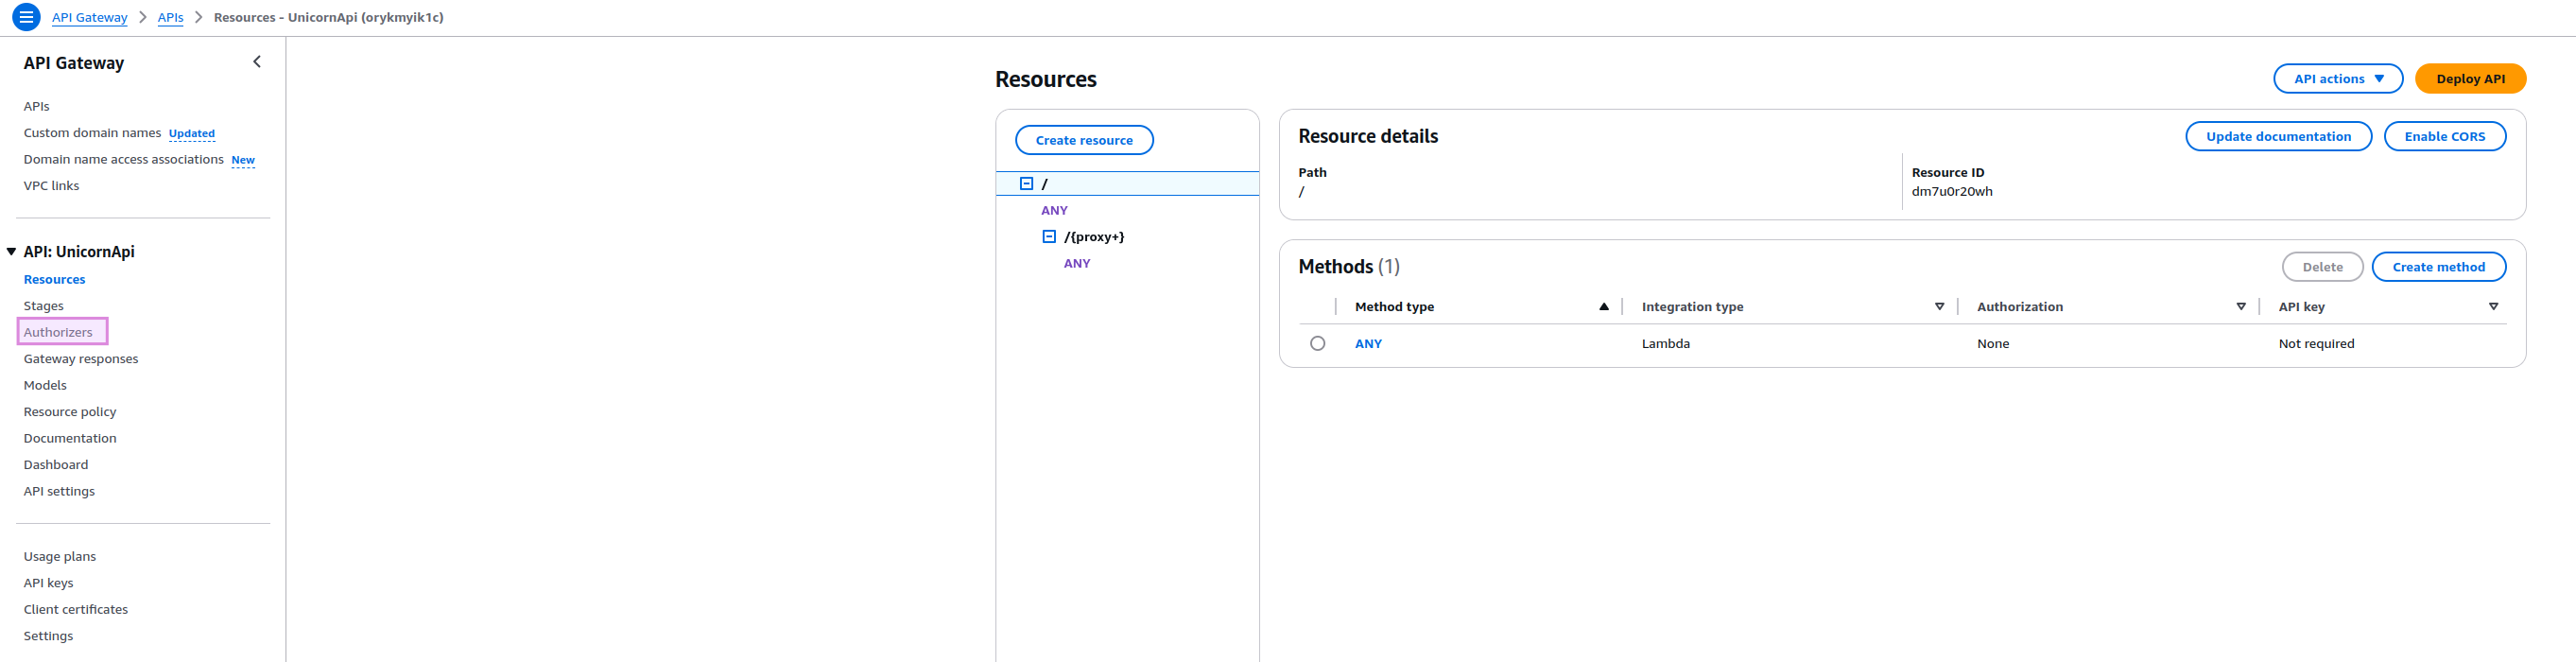 API Gateway > APIs > Resources - UnicornApi (orykmyik1c)
API Gateway
APIs
Custom domain names Updated
Domain name access associations New
VPC links
API: UnicornApi
Resources
Stages
Authorizers
Gateway responses
Models
Resource policy
Documentation
Dashboard
API settings
Usage plans
API keys
Client certificates
Settings
Resources
API actions
Deploy API
Create resource
/
ANY
/{proxy+}
ANY
Resource details
Update documentation
Enable CORS
Path
/
Resource ID
dm7u0r20wh
Methods (1)
Delete
Create method
Method type Integration type Authorization API key
ANY Lambda None Not required